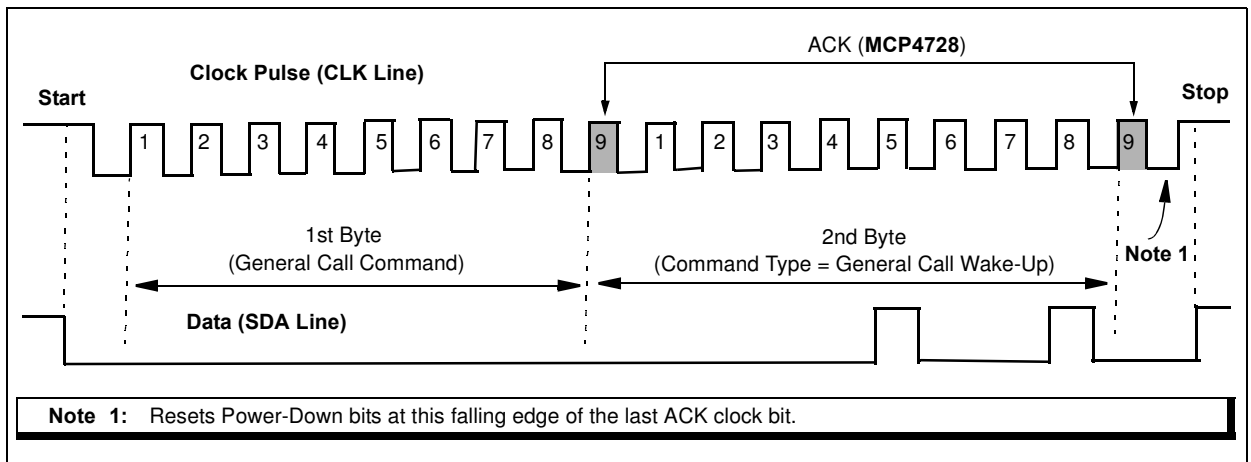 ACK (MCP4728)
Clock Pulse (CLK Line)
Start
Stop
1 2 3 4 5 6 7 8 9 1 2 3 4 5 6 7 8 9
1st Byte
(General Call Command)
2nd Byte
(Command Type = General Call Wake-Up)
Note 1
Data (SDA Line)
Note 1: Resets Power-Down bits at this falling edge of the last ACK clock bit.